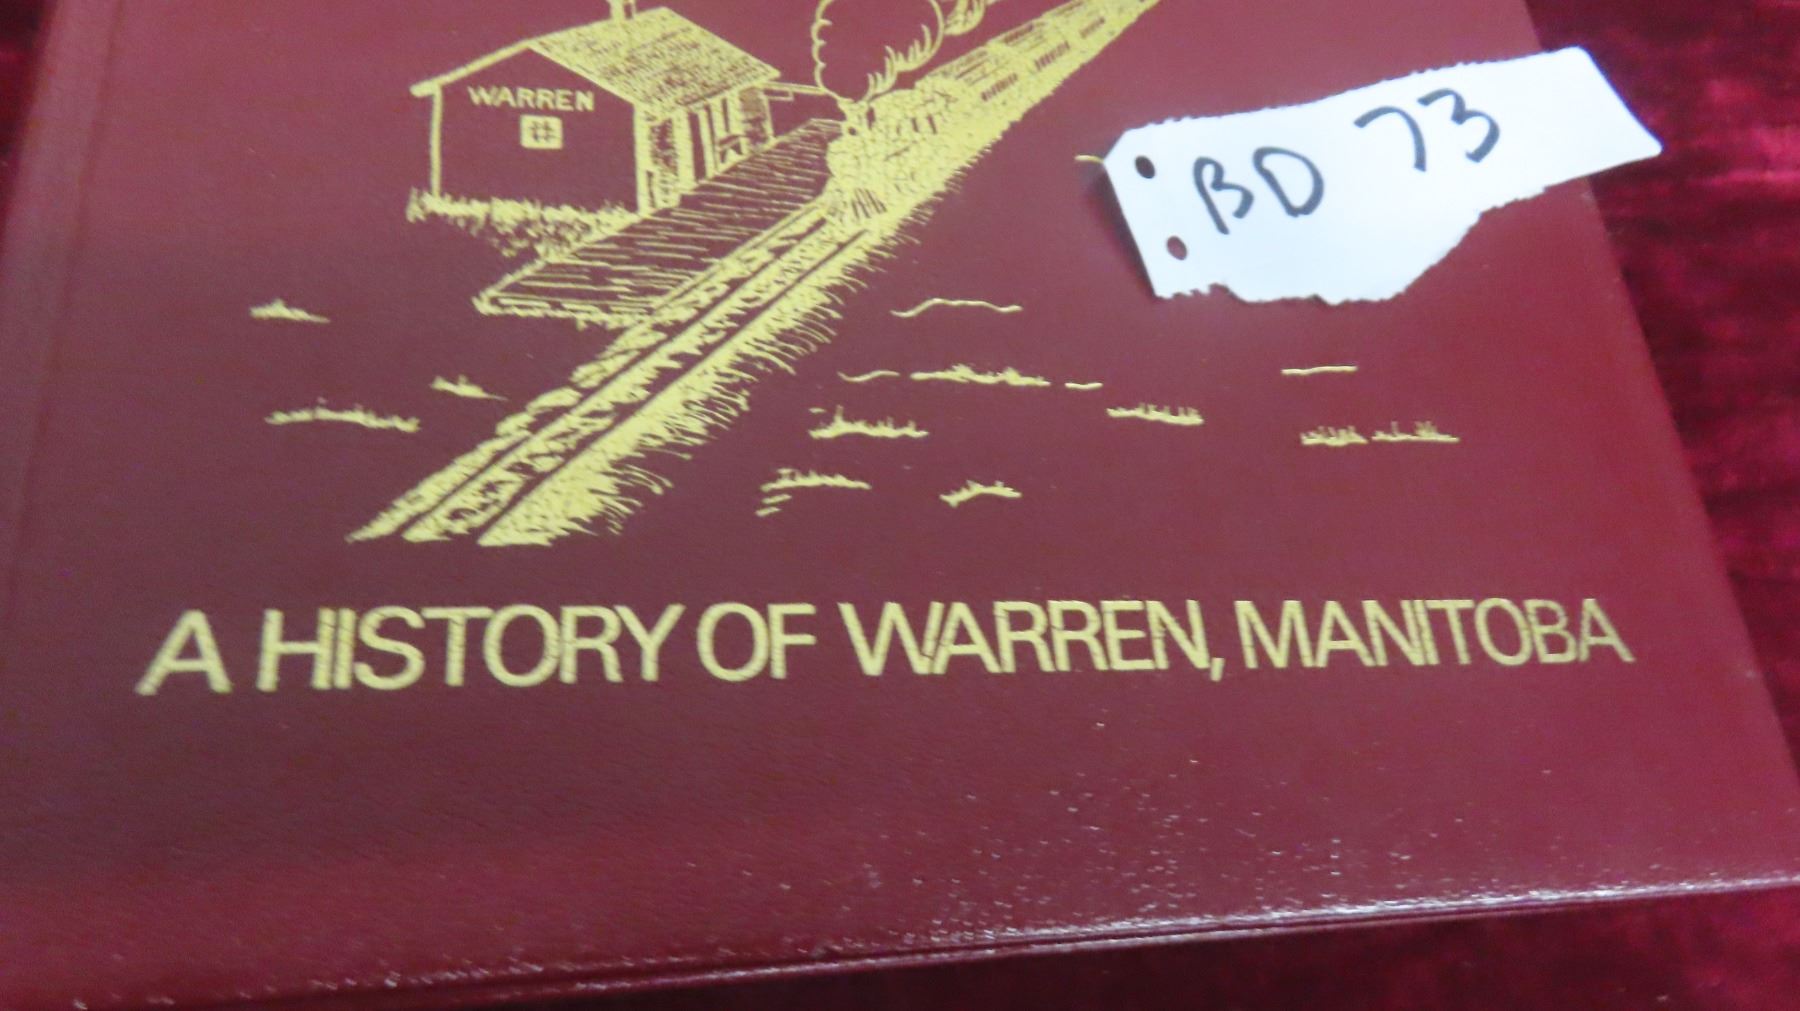 WARREN
BD 73
A HISTORY OF WARREN, MANITOBA